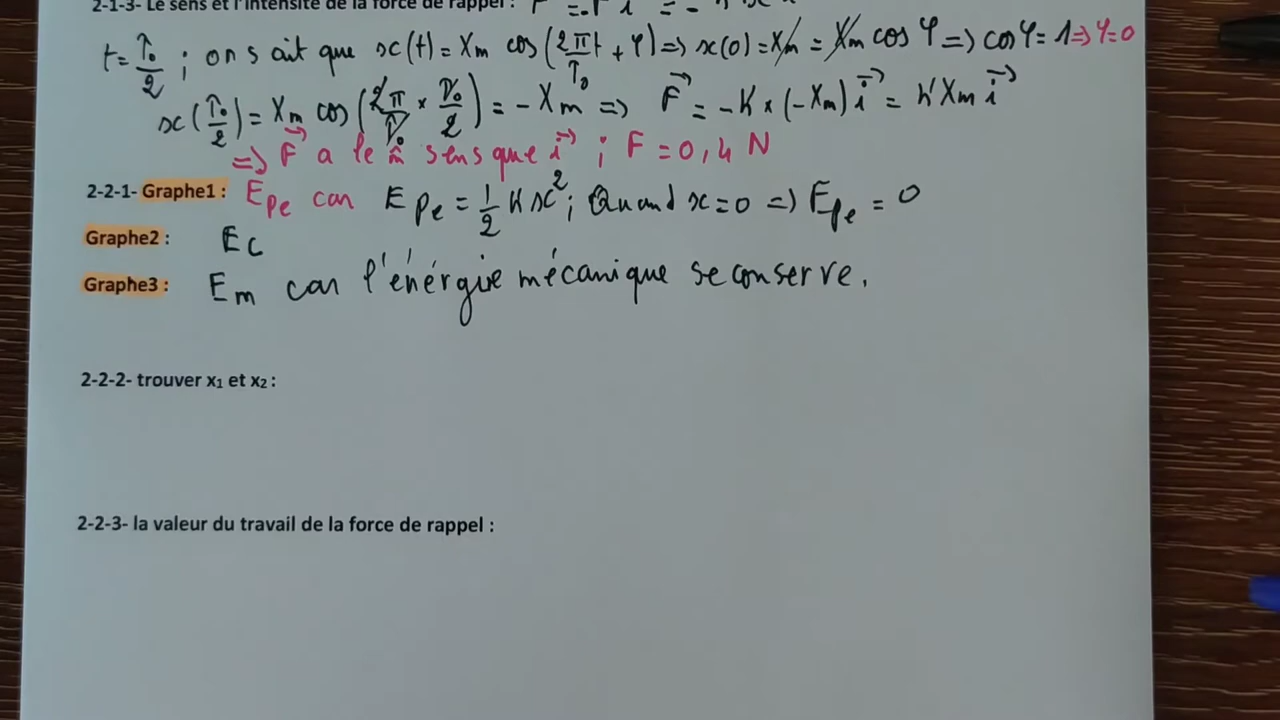 2-1-3- Le sens et l'intensité de la force de rappel :
t = T₀/2 ; on sait que x(t) = Xm cos(2π/T₀ t + φ) => x(0) = Xm = Xm cos φ => cos φ = 1 => φ = 0
x(T₀/2) = Xm cos(2π/T₀ × T₀/2) = - Xm => F⃗ = - K × (-Xm) i⃗ = K Xm i⃗
=> F⃗ a le m̂ sens que i⃗ ; F = 0,4 N
2-2-1- Graphe1 : Epe car Epe = 1/2 K x² ; Quand x = 0 => Epe = 0
Graphe2 : Ec
Graphe3 : Em car l'énérgie mécanique se conserve.
2-2-2- trouver x₁ et x₂ :
2-2-3- la valeur du travail de la force de rappel :